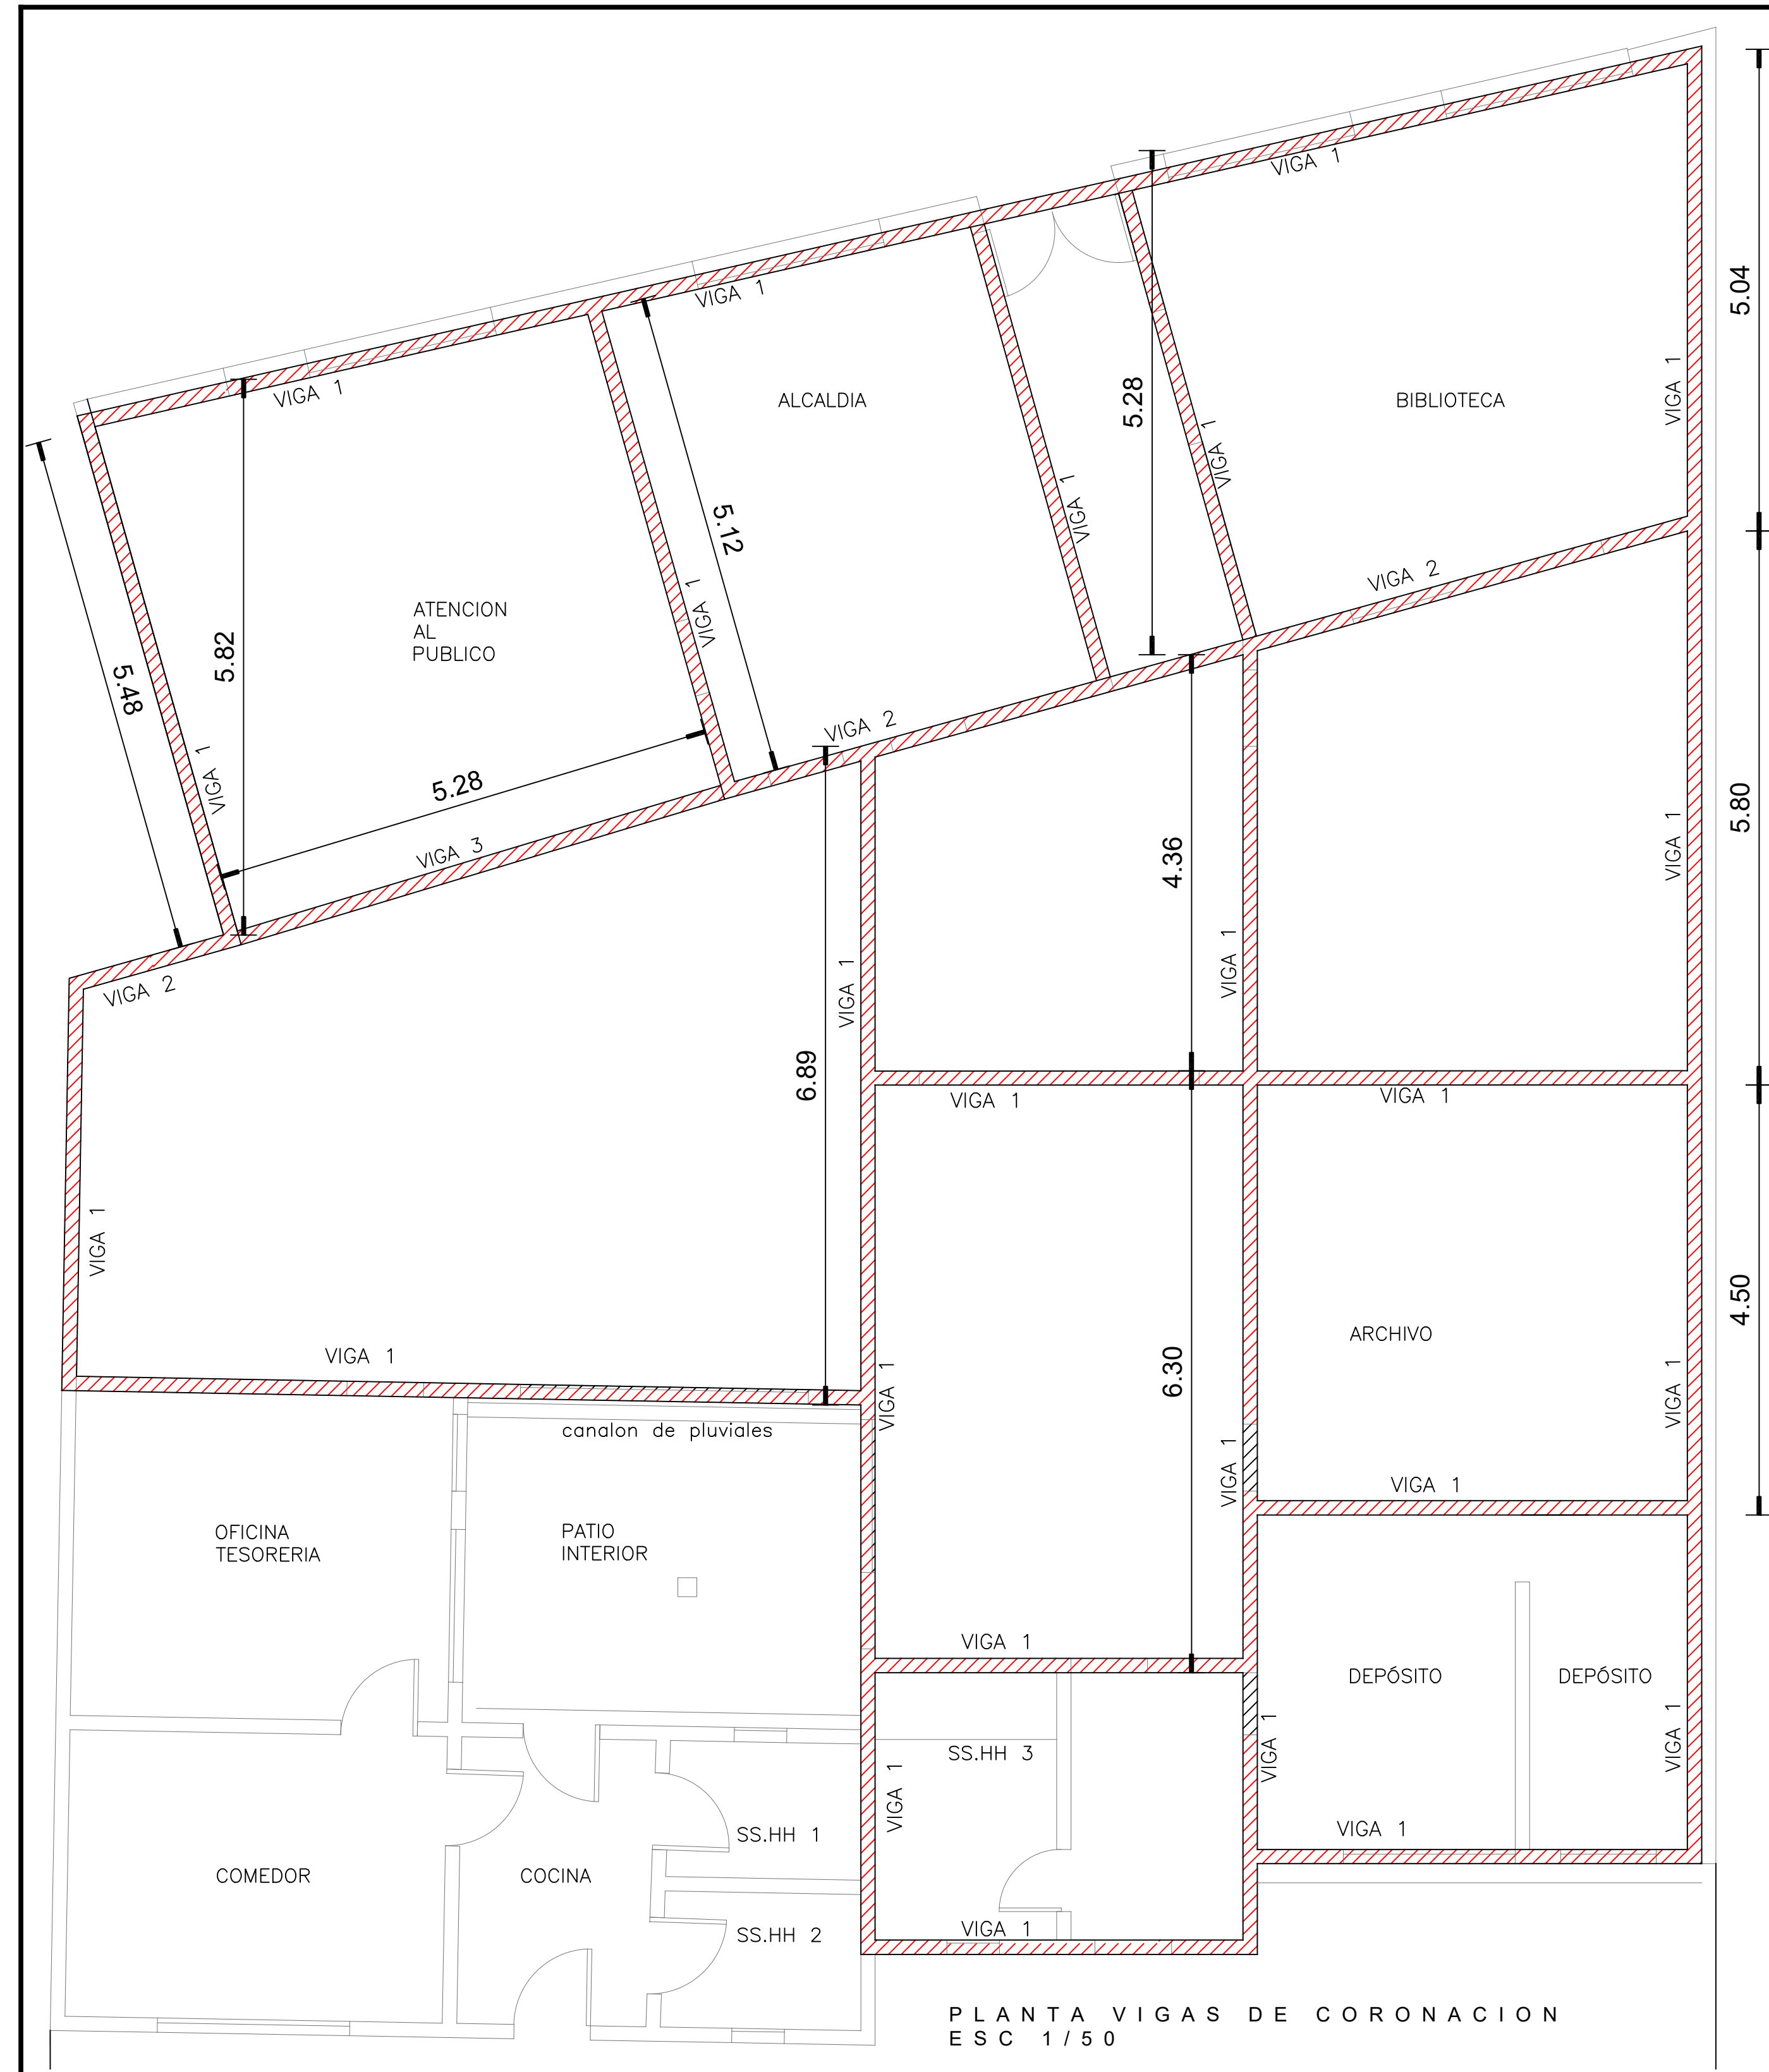 VIGA 1
5.04
VIGA 1
VIGA 1
5.28
VIGA 1
ALCALDIA
BIBLIOTECA
VIGA 1
VIGA 1
VIGA 1
5.12
ATENCION
AL
PUBLICO
VIGA 1
VIGA 2
5.82
5.48
VIGA 1
5.28
VIGA 2
VIGA 3
4.36
VIGA 1
5.80
VIGA 2
VIGA 1
VIGA 1
6.89
VIGA 1
VIGA 1
VIGA 1
ARCHIVO
4.50
VIGA 1
6.30
VIGA 1
VIGA 1
canalon de pluviales
VIGA 1
VIGA 1
OFICINA
TESORERIA
PATIO
INTERIOR
VIGA 1
DEPÓSITO
DEPÓSITO
SS.HH 3
VIGA 1
VIGA 1
VIGA 1
SS.HH 1
VIGA 1
COMEDOR
COCINA
SS.HH 2
VIGA 1
PLANTA VIGAS DE CORONACION
ESC 1/50